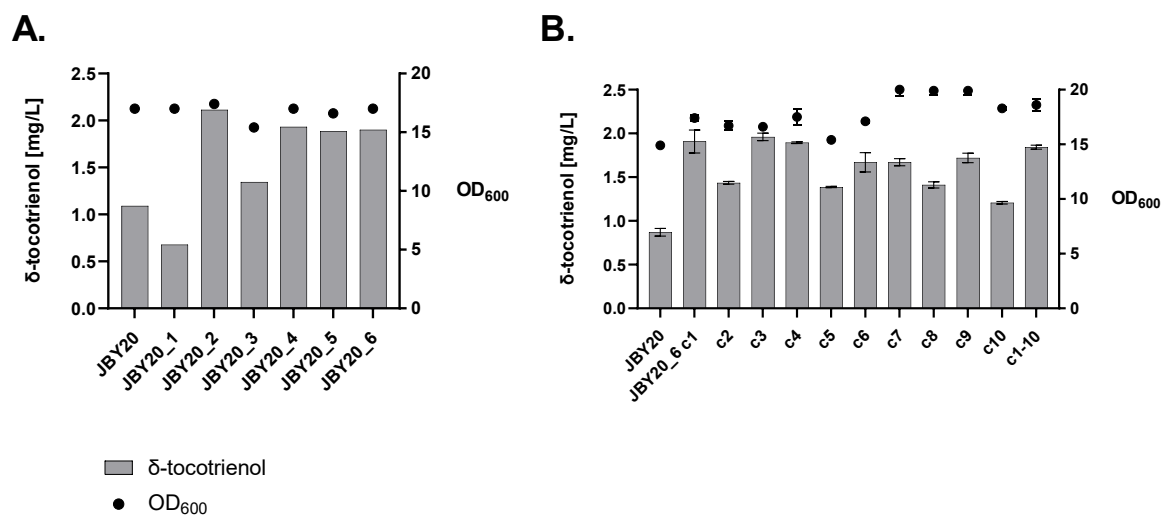 A.
δ-tocotrienol [mg/L]
2.5
2.0
1.5
1.0
0.5
0.0
20
15
10
5
0
OD600
JBY20
JBY20_1
JBY20_2
JBY20_3
JBY20_4
JBY20_5
JBY20_6
B.
δ-tocotrienol [mg/L]
2.5
2.0
1.5
1.0
0.5
0.0
20
15
10
5
0
OD600
JBY20
JBY20_6 c1
c2
c3
c4
c5
c6
c7
c8
c9
c10
c1-10
δ-tocotrienol
OD600